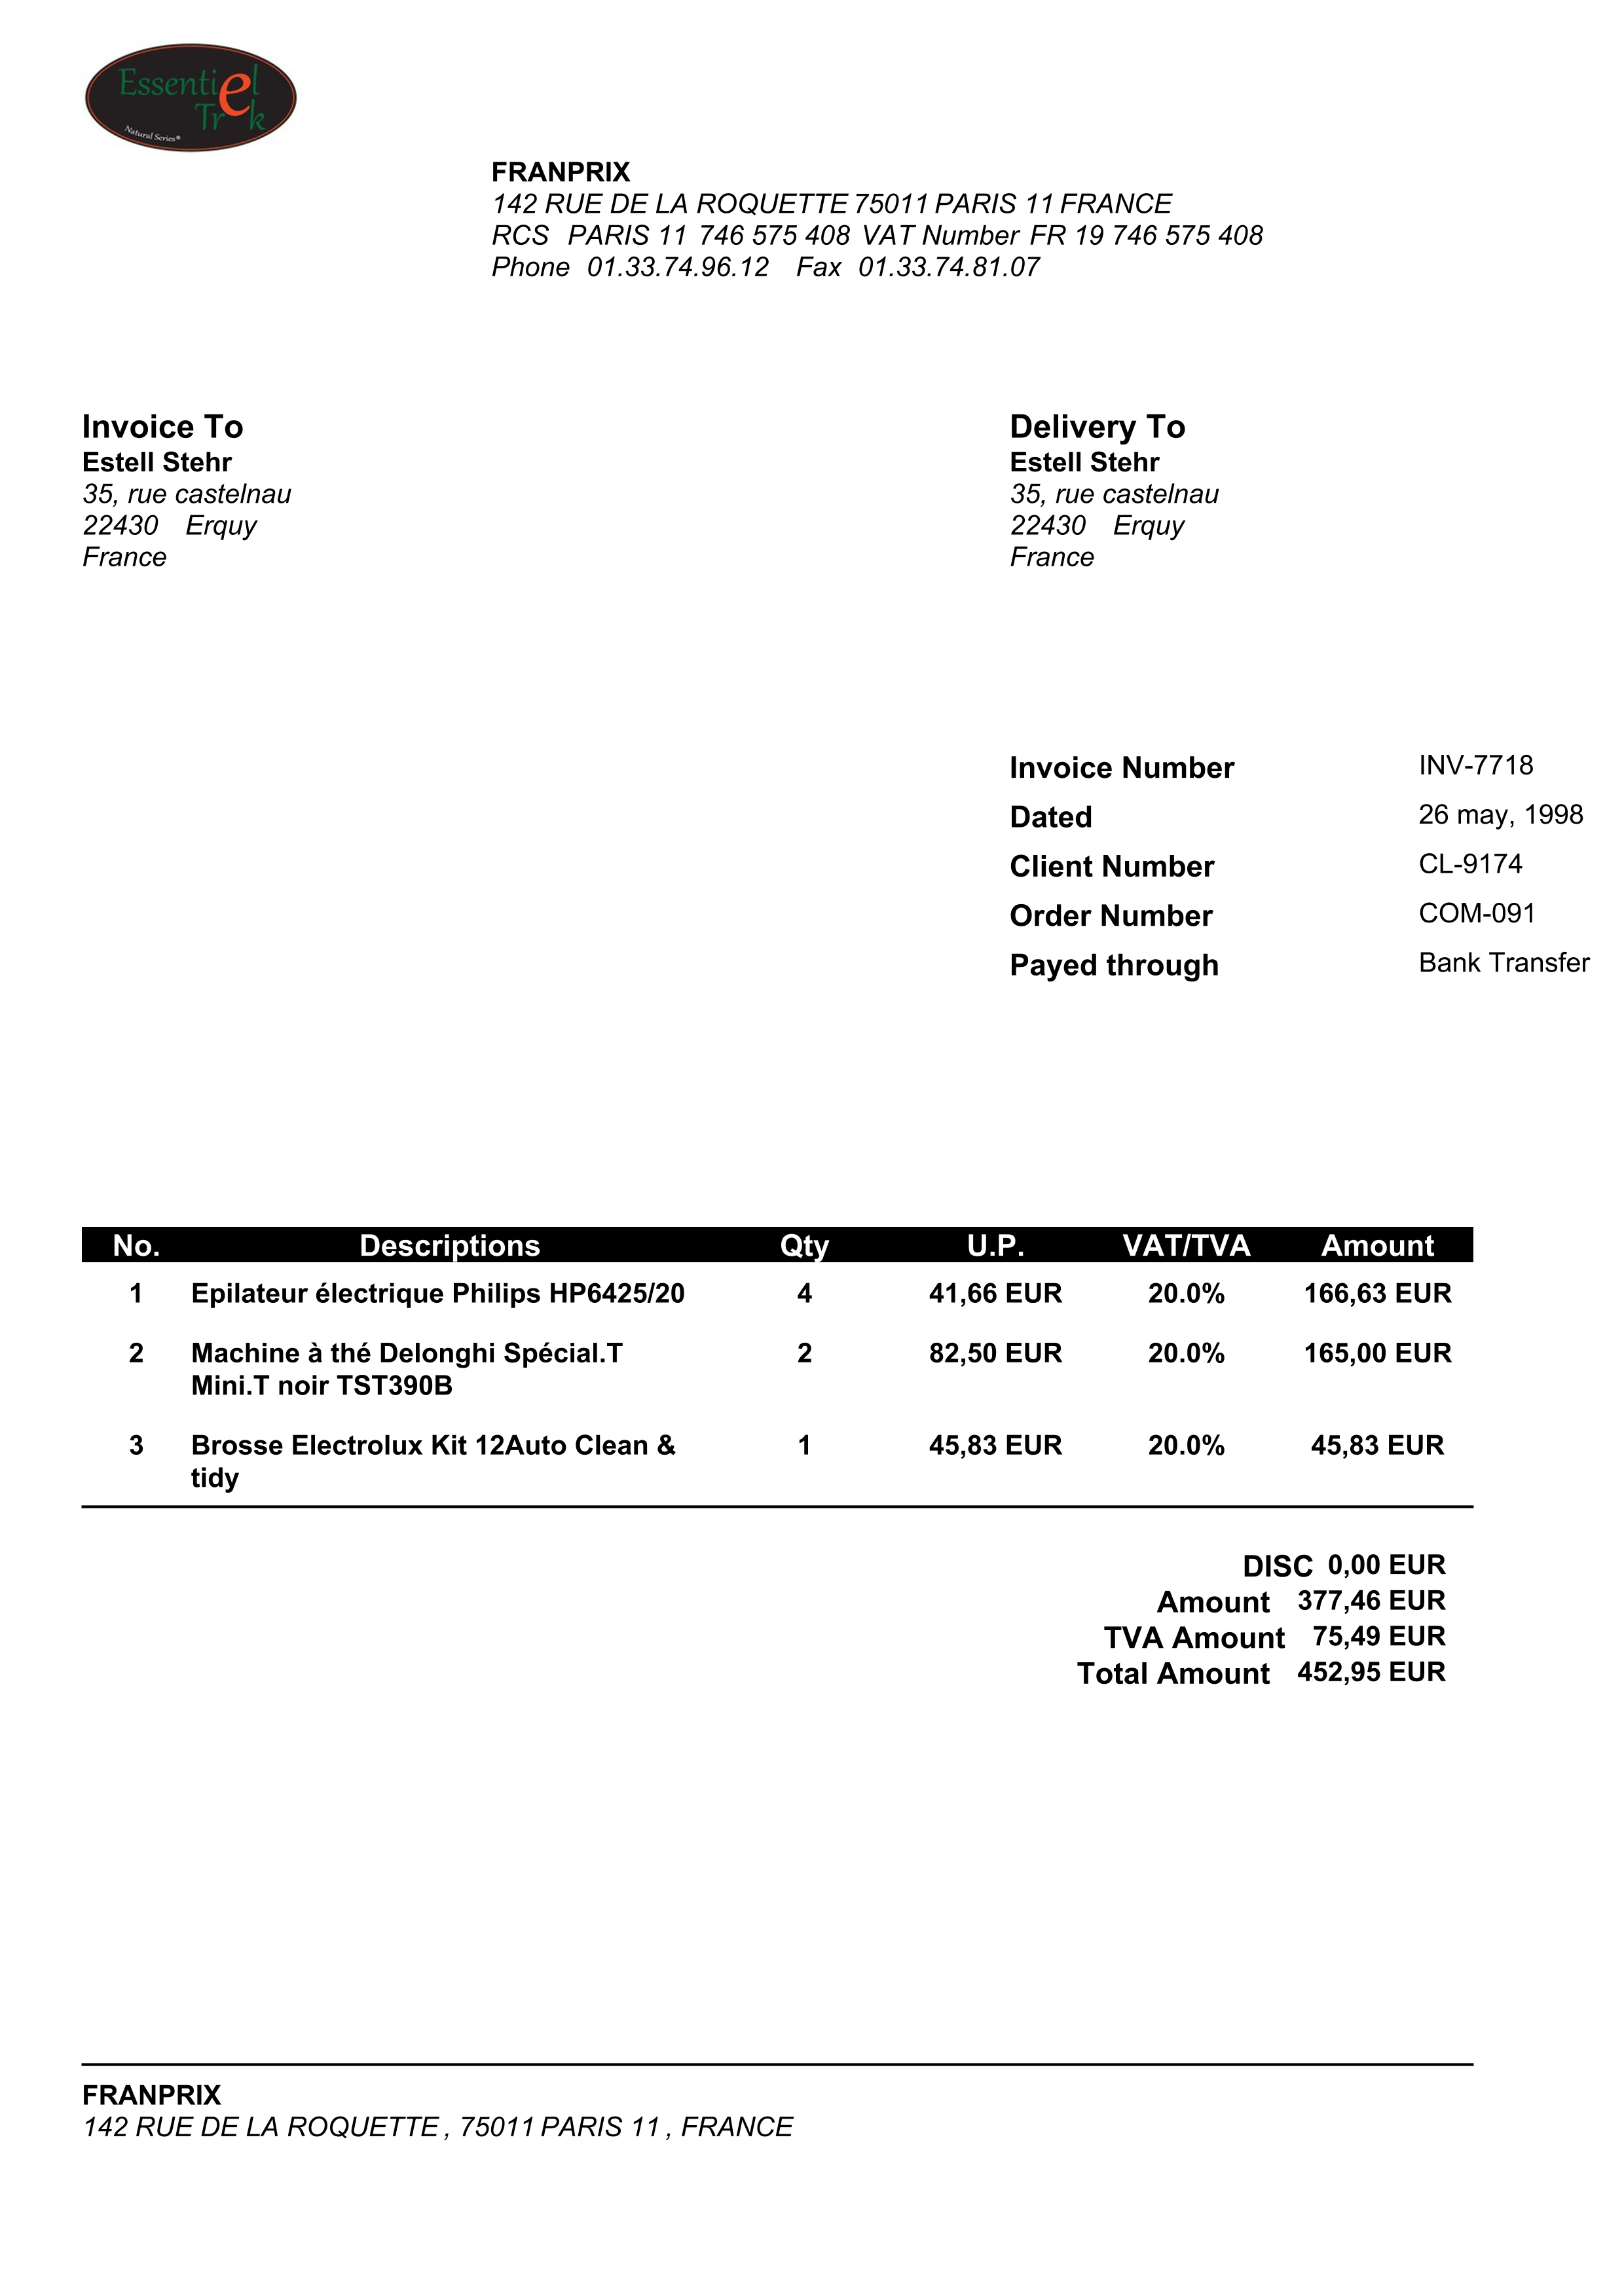 Essentiel
Trek
Natural Series®
FRANPRIX
142 RUE DE LA ROQUETTE 75011 PARIS 11 FRANCE
RCS PARIS 11 746 575 408 VAT Number FR 19 746 575 408
Phone 01.33.74.96.12 Fax 01.33.74.81.07
Invoice To
Estell Stehr
35, rue castelnau
22430 Erquy
France
Delivery To
Estell Stehr
35, rue castelnau
22430 Erquy
France
Invoice Number INV-7718
Dated 26 may, 1998
Client Number CL-9174
Order Number COM-091
Payed through Bank Transfer
No. Descriptions Qty U.P. VAT/TVA Amount
1 Epilateur électrique Philips HP6425/20 4 41,66 EUR 20.0% 166,63 EUR
2 Machine à thé Delonghi Spécial.T 2 82,50 EUR 20.0% 165,00 EUR
Mini.T noir TST390B
3 Brosse Electrolux Kit 12Auto Clean & 1 45,83 EUR 20.0% 45,83 EUR
tidy
DISC 0,00 EUR
Amount 377,46 EUR
TVA Amount 75,49 EUR
Total Amount 452,95 EUR
FRANPRIX
142 RUE DE LA ROQUETTE , 75011 PARIS 11 , FRANCE